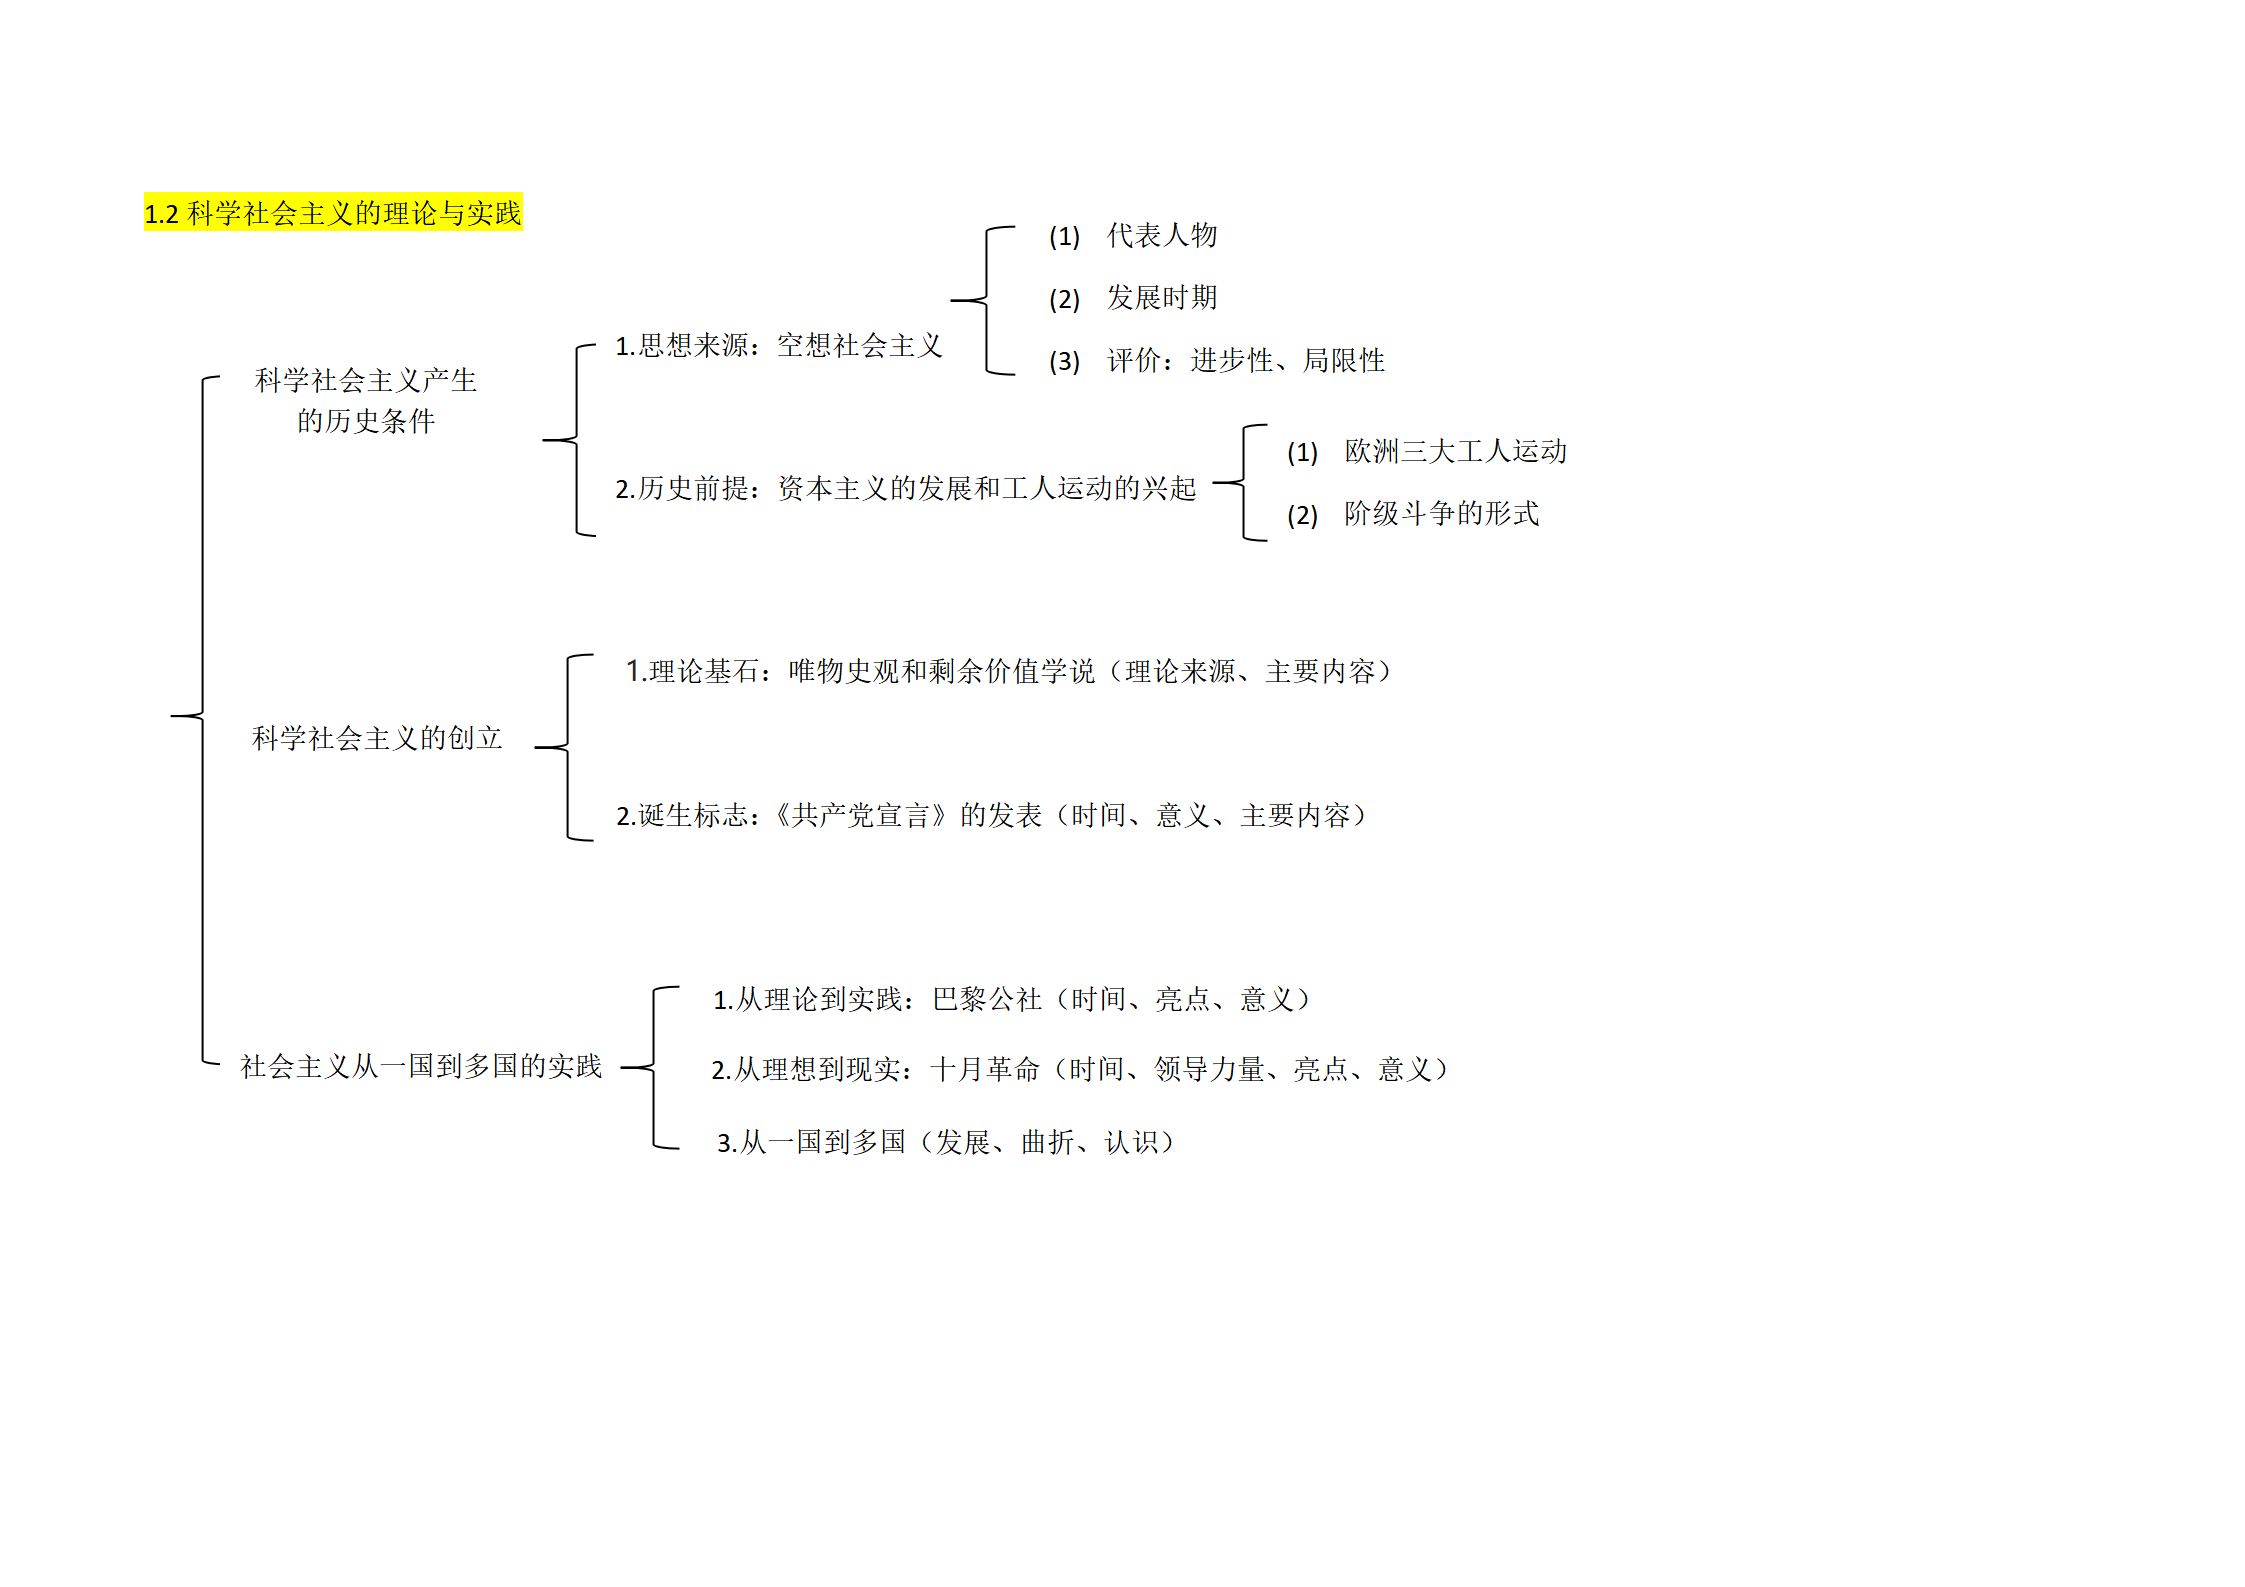 1.2 科学社会主义的理论与实践
科学社会主义产生
的历史条件
1.思想来源：空想社会主义
(1) 代表人物
(2) 发展时期
(3) 评价：进步性、局限性
2.历史前提：资本主义的发展和工人运动的兴起
(1) 欧洲三大工人运动
(2) 阶级斗争的形式
科学社会主义的创立
1.理论基石：唯物史观和剩余价值学说（理论来源、主要内容）
2.诞生标志：《共产党宣言》的发表（时间、意义、主要内容）
社会主义从一国到多国的实践
1.从理论到实践：巴黎公社（时间、亮点、意义）
2.从理想到现实：十月革命（时间、领导力量、亮点、意义）
3.从一国到多国（发展、曲折、认识）